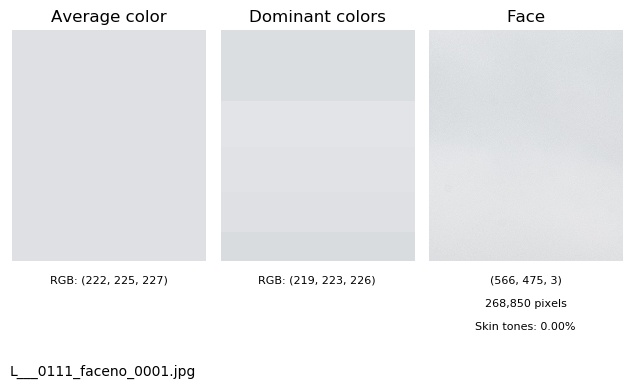 Average color
Dominant colors
Face
RGB: (222, 225, 227)
RGB: (219, 223, 226)
(566, 475, 3)
268,850 pixels
Skin tones: 0.00%
L___0111_faceno_0001.jpg